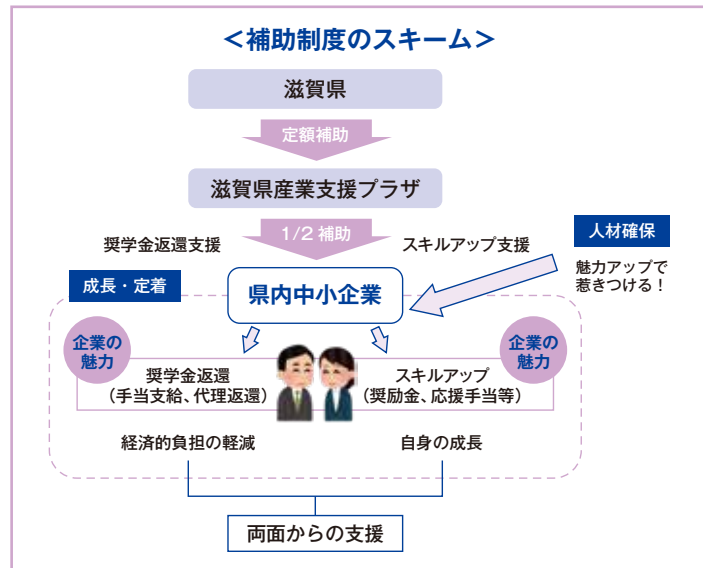 ＜補助制度のスキーム＞
滋賀県
定額補助
滋賀県産業支援プラザ
1/2 補助
奨学金返還支援
スキルアップ支援
人材確保
魅力アップで
惹きつける！
成長・定着
県内中小企業
企業の
魅力
企業の
魅力
奨学金返還
（手当支給、代理返還）
スキルアップ
（奨励金、応援手当等）
経済的負担の軽減
自身の成長
両面からの支援